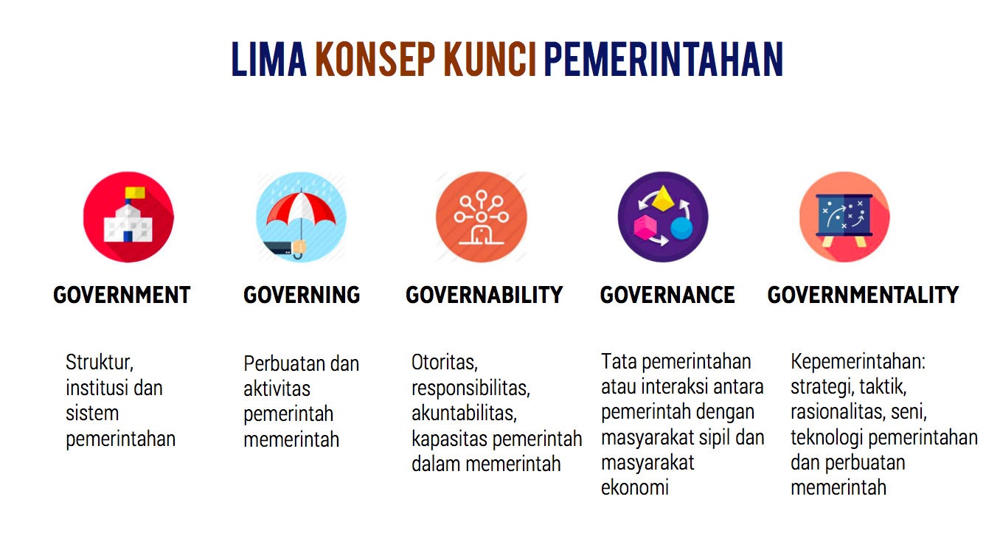 LIMA KONSEP KUNCI PEMERINTAHAN
GOVERNMENT
Struktur,
institusi dan
sistem
pemerintahan
GOVERNING
Perbuatan dan
aktivitas
pemerintah
memerintah
GOVERNABILITY
Otoritas,
responsibilitas,
akuntabilitas,
kapasitas pemerintah
dalam memerintah
GOVERNANCE
Tata pemerintahan
atau interaksi antara
pemerintah dengan
masyarakat sipil dan
masyarakat
ekonomi
GOVERNMENTALITY
Kepemerintahan:
strategi, taktik,
rasionalitas, seni,
teknologi pemerintahan
dan perbuatan
memerintah